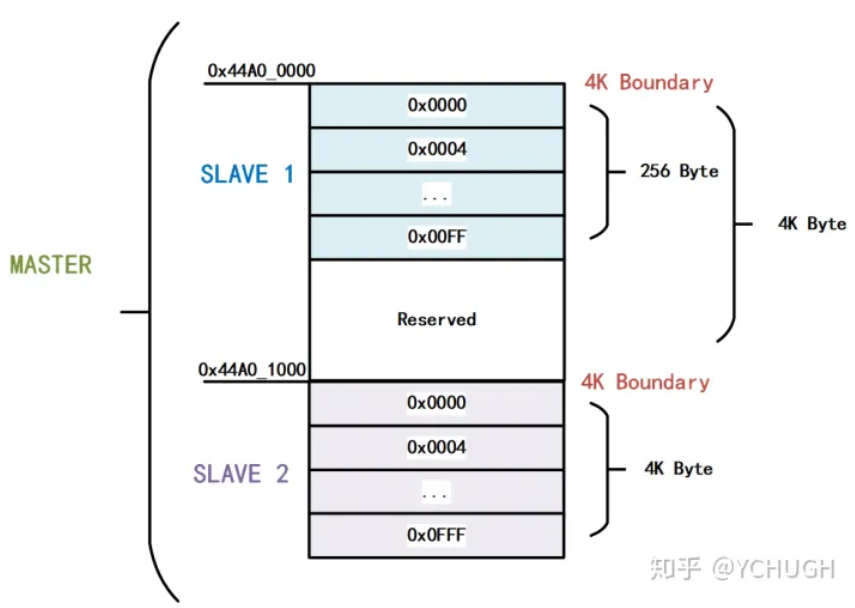 0x44A0_0000
4K Boundary
0x0000
0x0004
SLAVE 1
256 Byte
...
0x00FF
4K Byte
MASTER
Reserved
0x44A0_1000
4K Boundary
0x0000
0x0004
SLAVE 2
4K Byte
...
0x0FFF
知乎 @YCHUGH